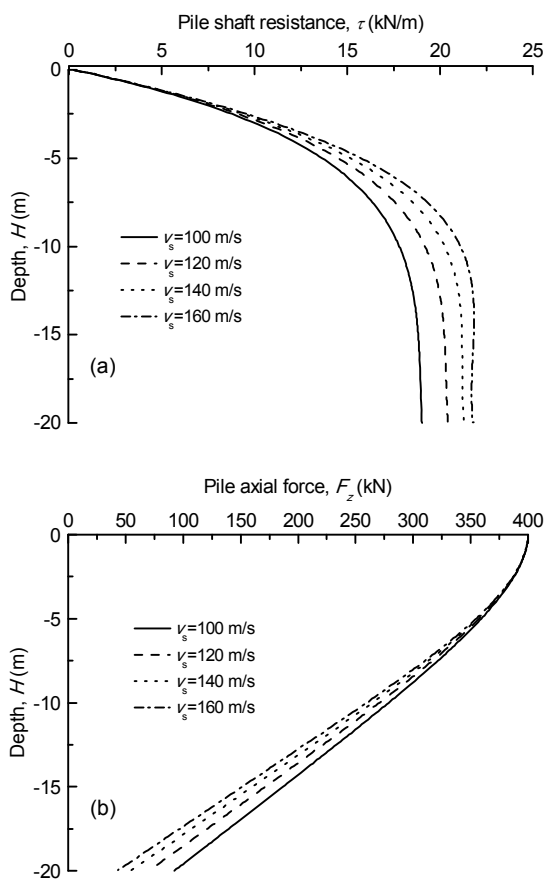 Pile shaft resistance, τ (kN/m)
0 5 10 15 20 25
0
-5
-10
-15
-20
Depth, H (m)
vs=100 m/s
vs=120 m/s
vs=140 m/s
vs=160 m/s
(a)
Pile axial force, Fz (kN)
0 50 100 150 200 250 300 350 400
0
-5
-10
-15
-20
Depth, H (m)
vs=100 m/s
vs=120 m/s
vs=140 m/s
vs=160 m/s
(b)